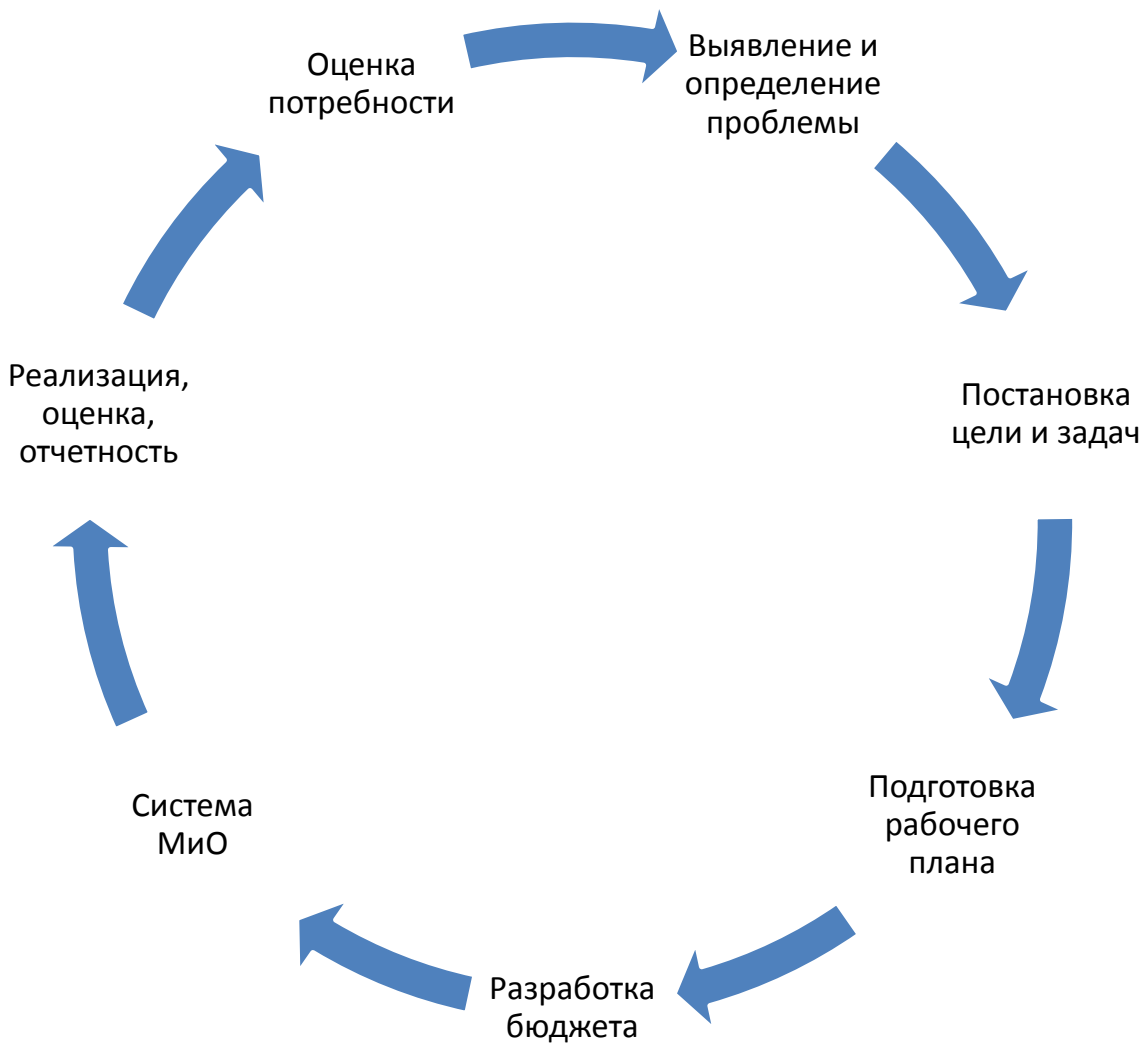 Оценка
потребности
Выявление и
определение
проблемы
Постановка
цели и задач
Подготовка
рабочего
плана
Разработка
бюджета
Система
МиО
Реализация,
оценка,
отчетность